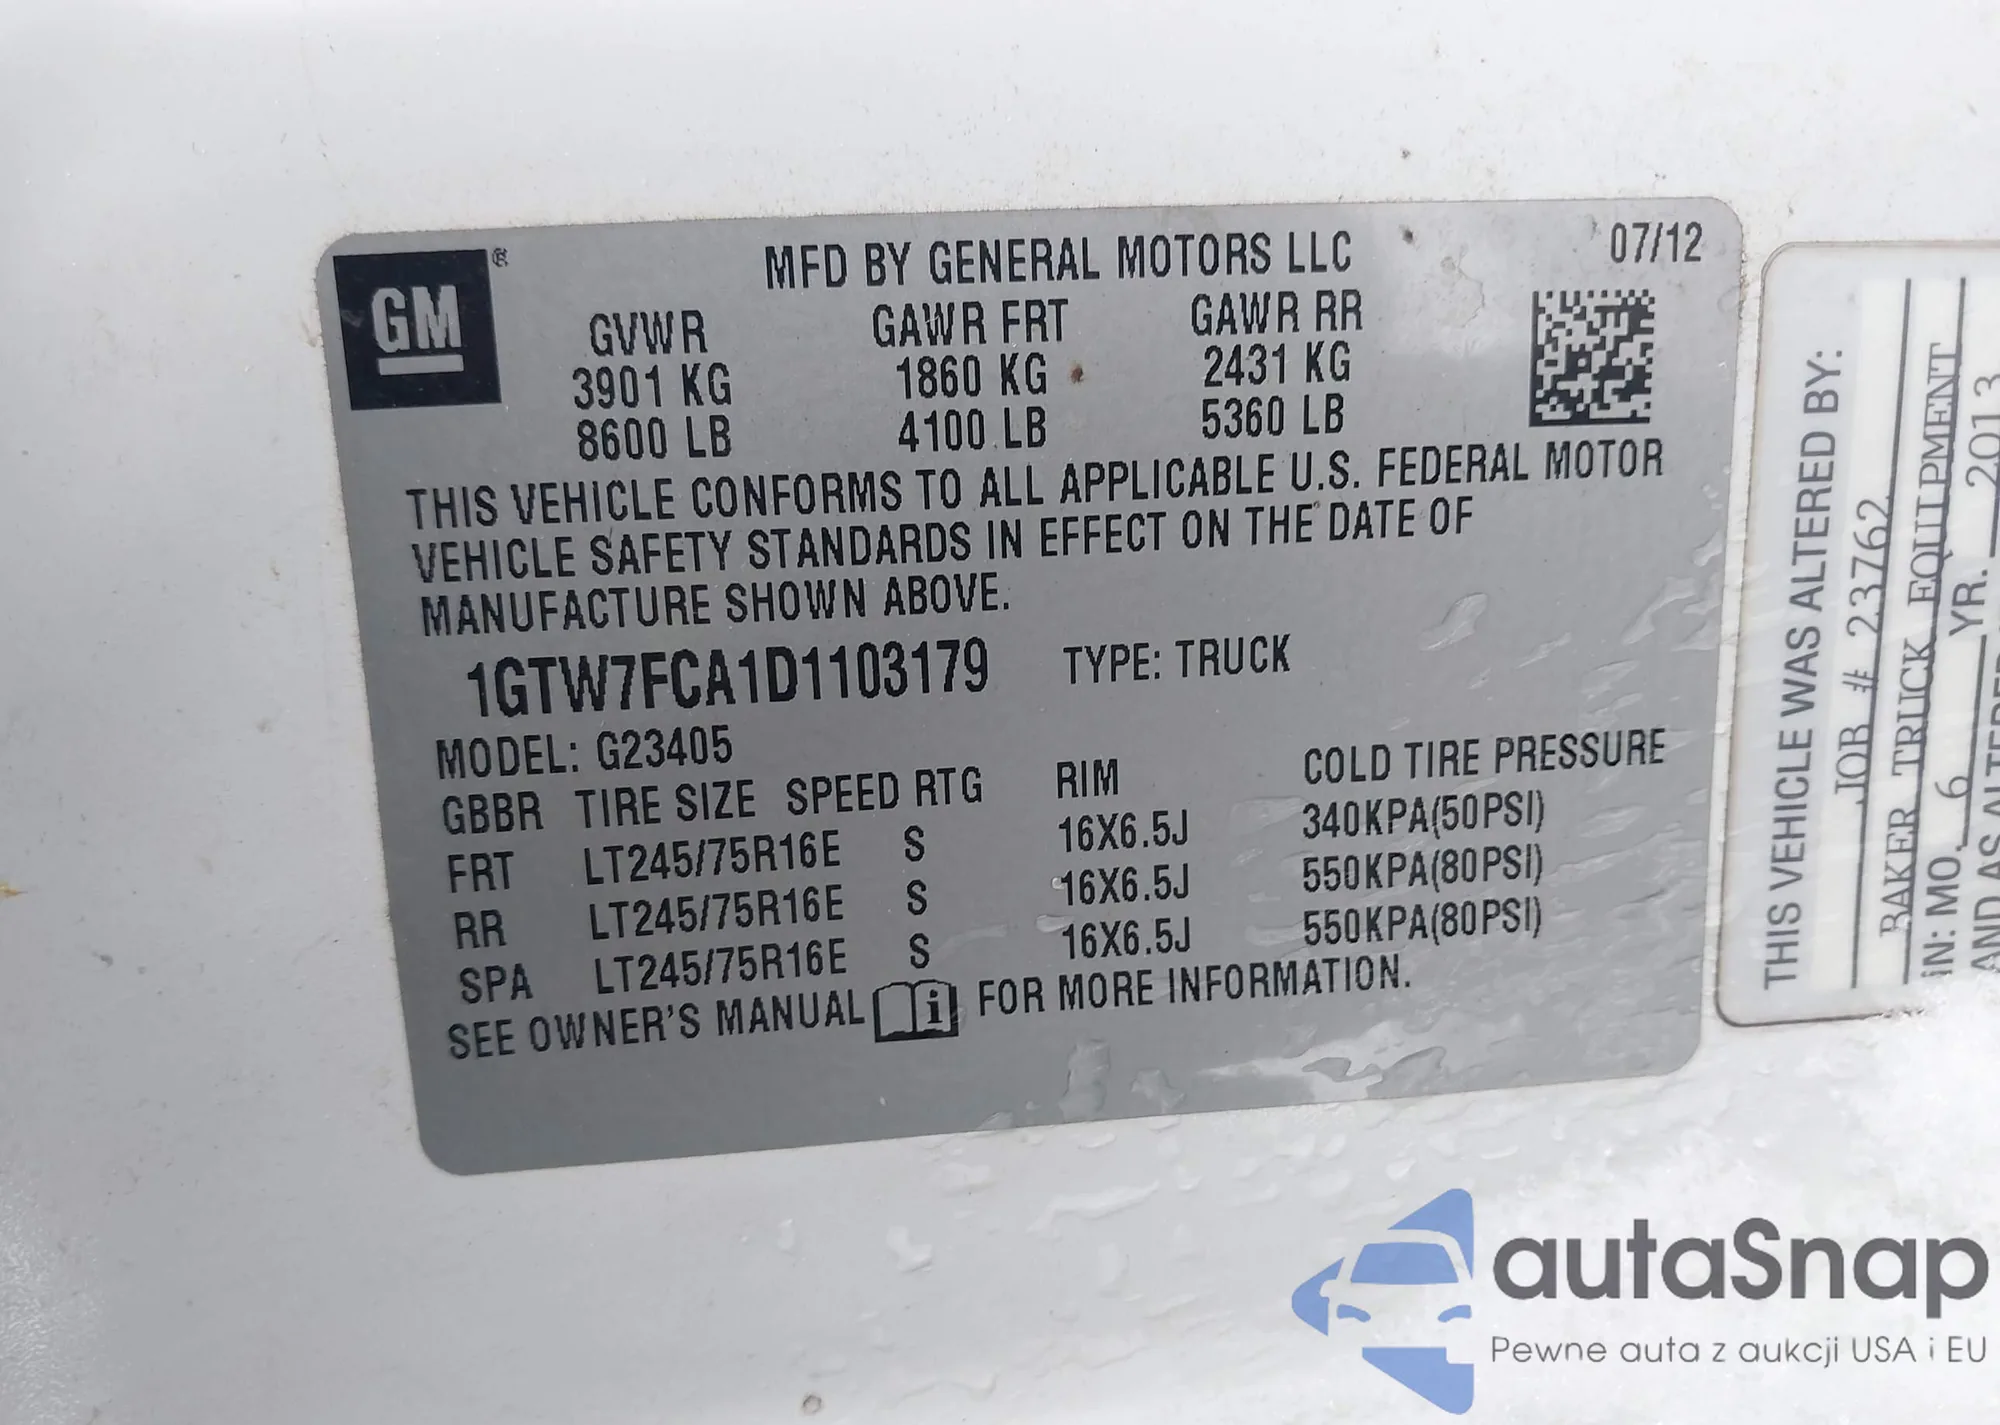 GM ®
MFD BY GENERAL MOTORS LLC 07/12
GVWR GAWR FRT GAWR RR
3901 KG 1860 KG 2431 KG
8600 LB 4100 LB 5360 LB
THIS VEHICLE CONFORMS TO ALL APPLICABLE U.S. FEDERAL MOTOR
VEHICLE SAFETY STANDARDS IN EFFECT ON THE DATE OF
MANUFACTURE SHOWN ABOVE.
1GTW7FCA1D1103179 TYPE: TRUCK
MODEL: G23405
GBBR TIRE SIZE SPEED RTG RIM COLD TIRE PRESSURE
FRT LT245/75R16E S 16X6.5J 340KPA(50PSI)
RR LT245/75R16E S 16X6.5J 550KPA(80PSI)
SPA LT245/75R16E S 16X6.5J 550KPA(80PSI)
SEE OWNER'S MANUAL i FOR MORE INFORMATION.
THIS VEHICLE WAS ALTERED BY:
JOB # 23762
BAKER TRUCK EQUIPMENT
IN: MO. 6 YR. 2013
AND AS ALTERED
autaSnap
Pewne auta z aukcji USA i EU